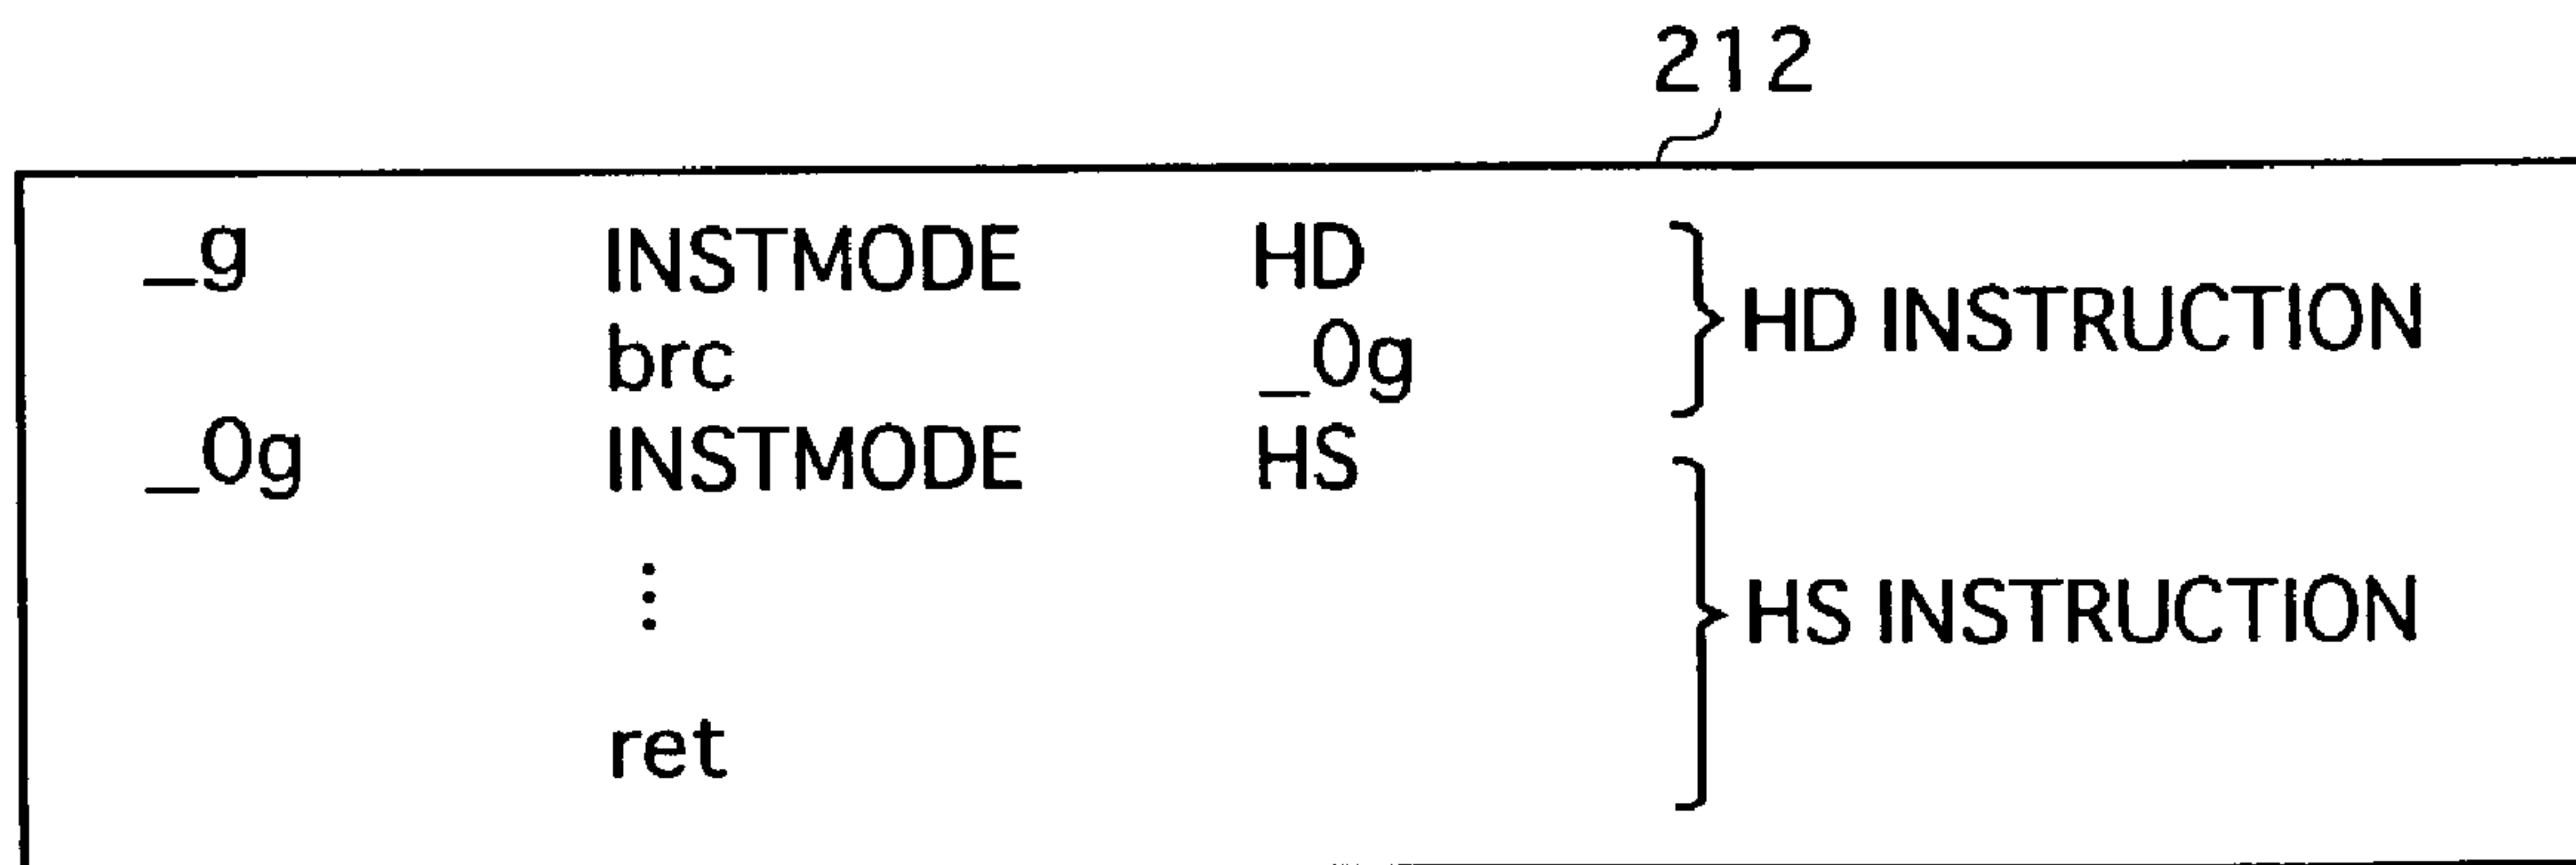 212
_g INSTMODE HD
brc _0g
HD INSTRUCTION
_0g INSTMODE HS
⋮
HS INSTRUCTION
ret